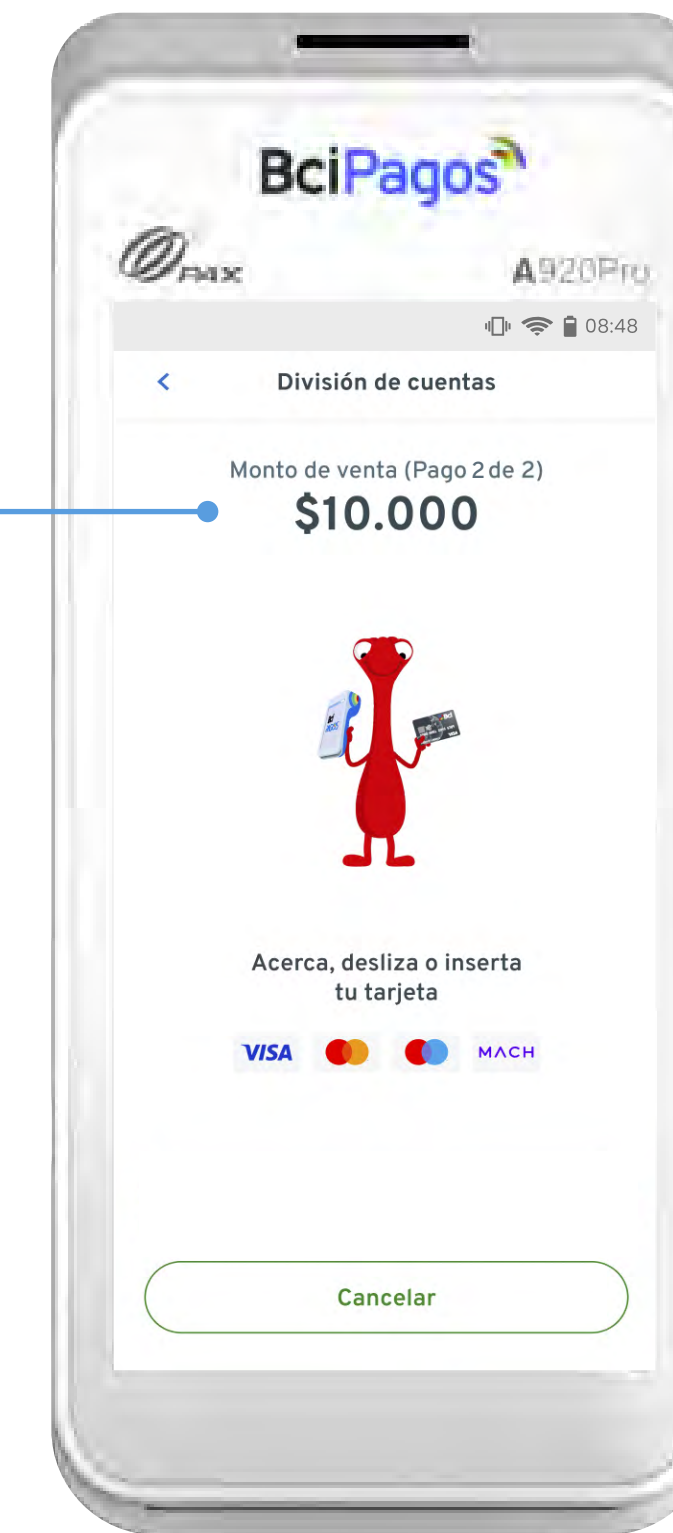 BciPagos
PAX
A920Pro
08:48
División de cuentas
Monto de venta (Pago 2 de 2)
$10.000
Acerca, desliza o inserta
tu tarjeta
VISA
MACH
Cancelar